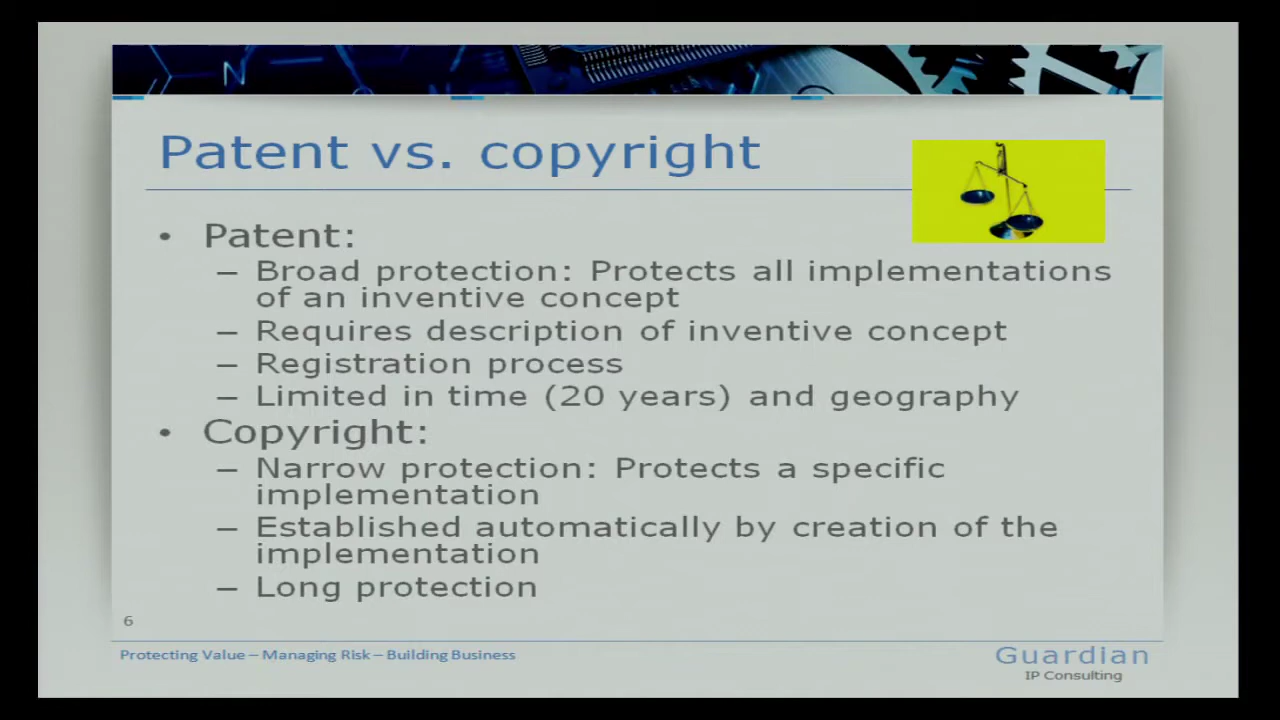 N
Patent vs. copyright
• Patent:
– Broad protection: Protects all implementations
of an inventive concept
– Requires description of inventive concept
– Registration process
– Limited in time (20 years) and geography
• Copyright:
– Narrow protection: Protects a specific
implementation
– Established automatically by creation of the
implementation
– Long protection
6
Protecting Value – Managing Risk – Building Business
Guardian
IP Consulting